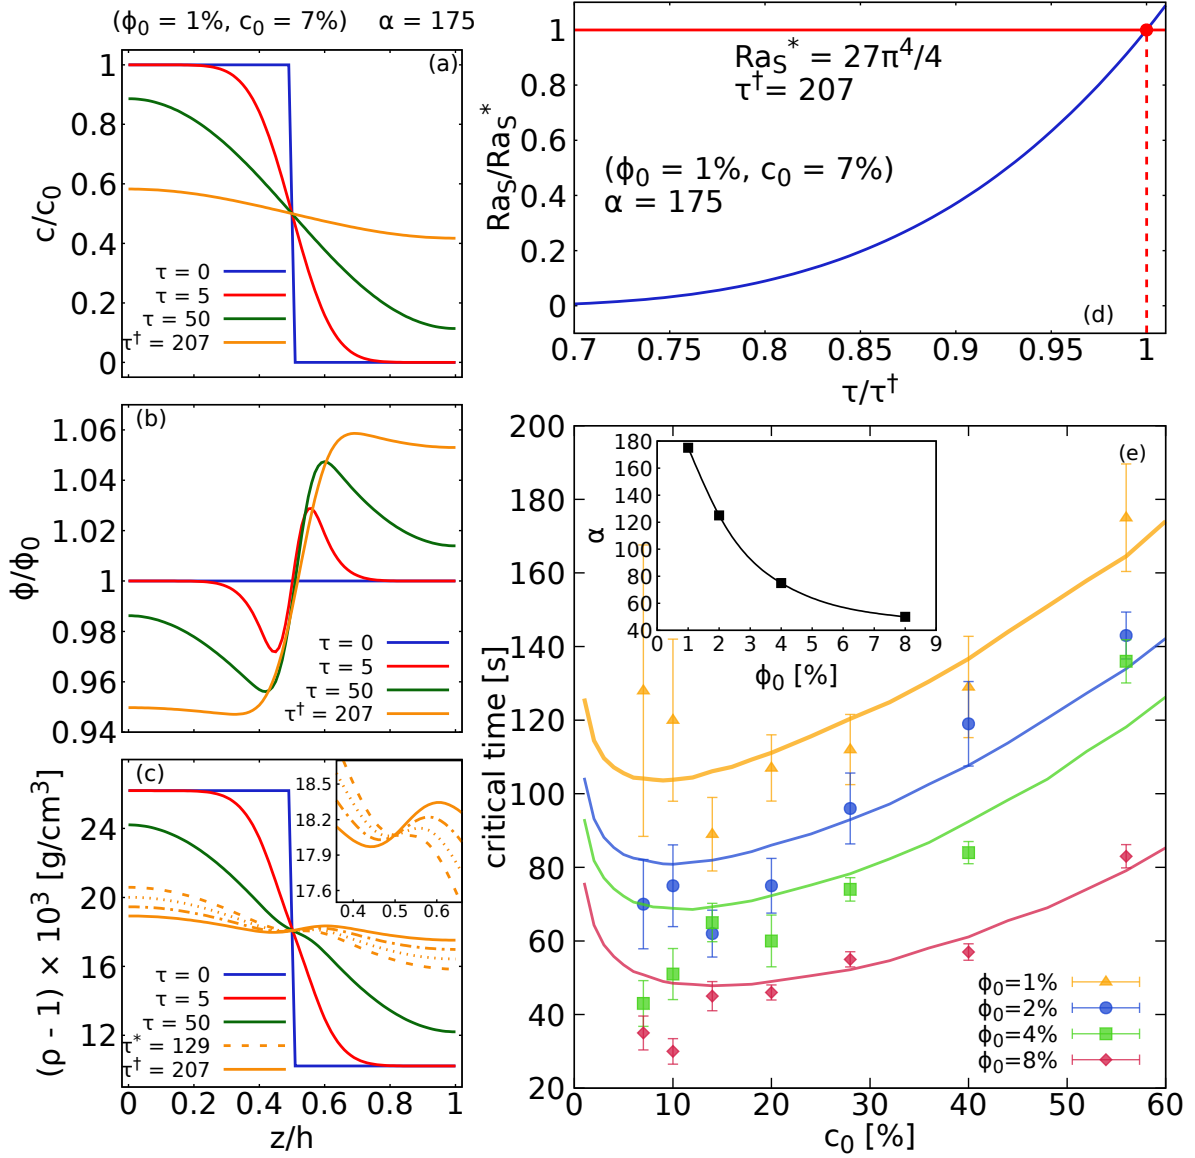 (ϕ0 = 1%, c0 = 7%) α = 175
(a)
1
0.8
0.6
0.4
0.2
0
c/c0
τ = 0
τ = 5
τ = 50
τ† = 207
(b)
1.06
1.04
1.02
1
0.98
0.96
0.94
ϕ/ϕ0
τ = 0
τ = 5
τ = 50
τ† = 207
(c)
24
20
16
12
(ρ - 1) × 10³ [g/cm3]
18.5
18.2
17.9
17.6
0.4 0.5 0.6
τ = 0
τ = 5
τ = 50
τ* = 129
τ† = 207
0 0.2 0.4 0.6 0.8 1
z/h
1
0.8
0.6
0.4
0.2
0
RaS/RaS*
RaS* = 27π⁴/4
τ† = 207
(ϕ0 = 1%, c0 = 7%)
α = 175
(d)
0.7 0.75 0.8 0.85 0.9 0.95 1
τ/τ†
(e)
200
180
160
140
120
100
80
60
40
20
critical time [s]
180
160
140
120
100
80
60
40
α
0 1 2 3 4 5 6 7 8 9
ϕ0 [%]
ϕ0=1%
ϕ0=2%
ϕ0=4%
ϕ0=8%
0 10 20 30 40 50 60
c0 [%]